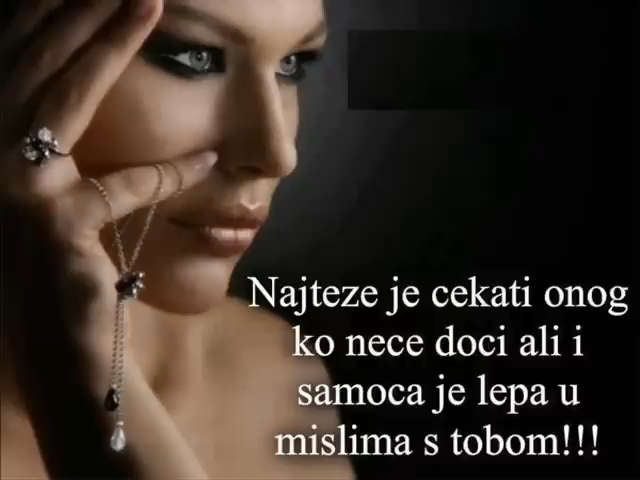 Najteze je cekati onog
ko nece doci ali i
samoca je lepa u
mislima s tobom!!!